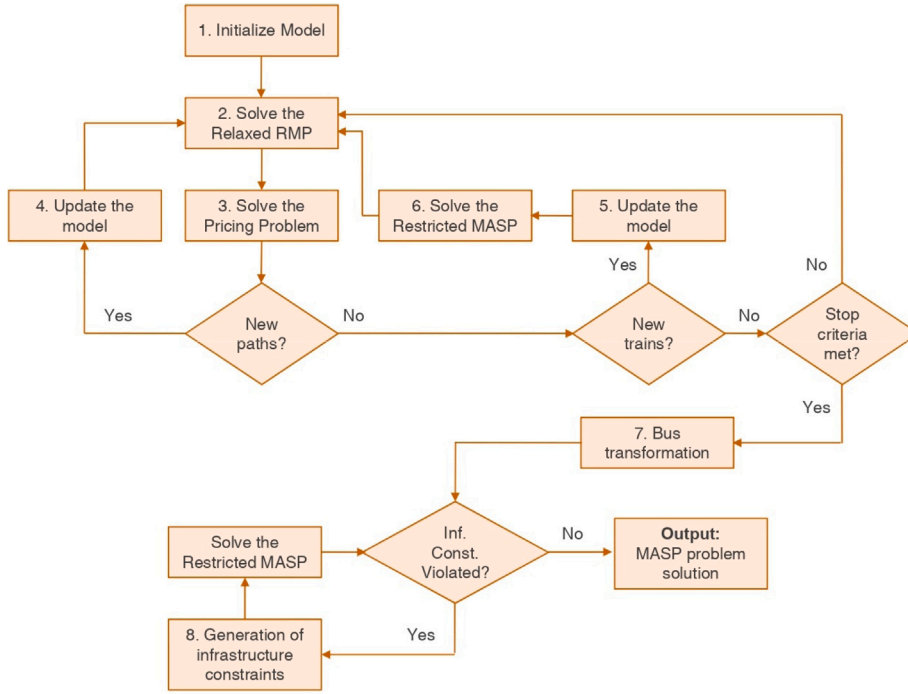 1. Initialize Model
2. Solve the
Relaxed RMP
4. Update the
model
3. Solve the
Pricing Problem
6. Solve the
Restricted MASP
5. Update the
model
Yes
No
Yes
New
paths?
No
New
trains?
No
Stop
criteria
met?
Yes
7. Bus
transformation
Solve the
Restricted MASP
Inf.
Const.
Violated?
No
Output:
MASP problem
solution
Yes
8. Generation of
infrastructure
constraints